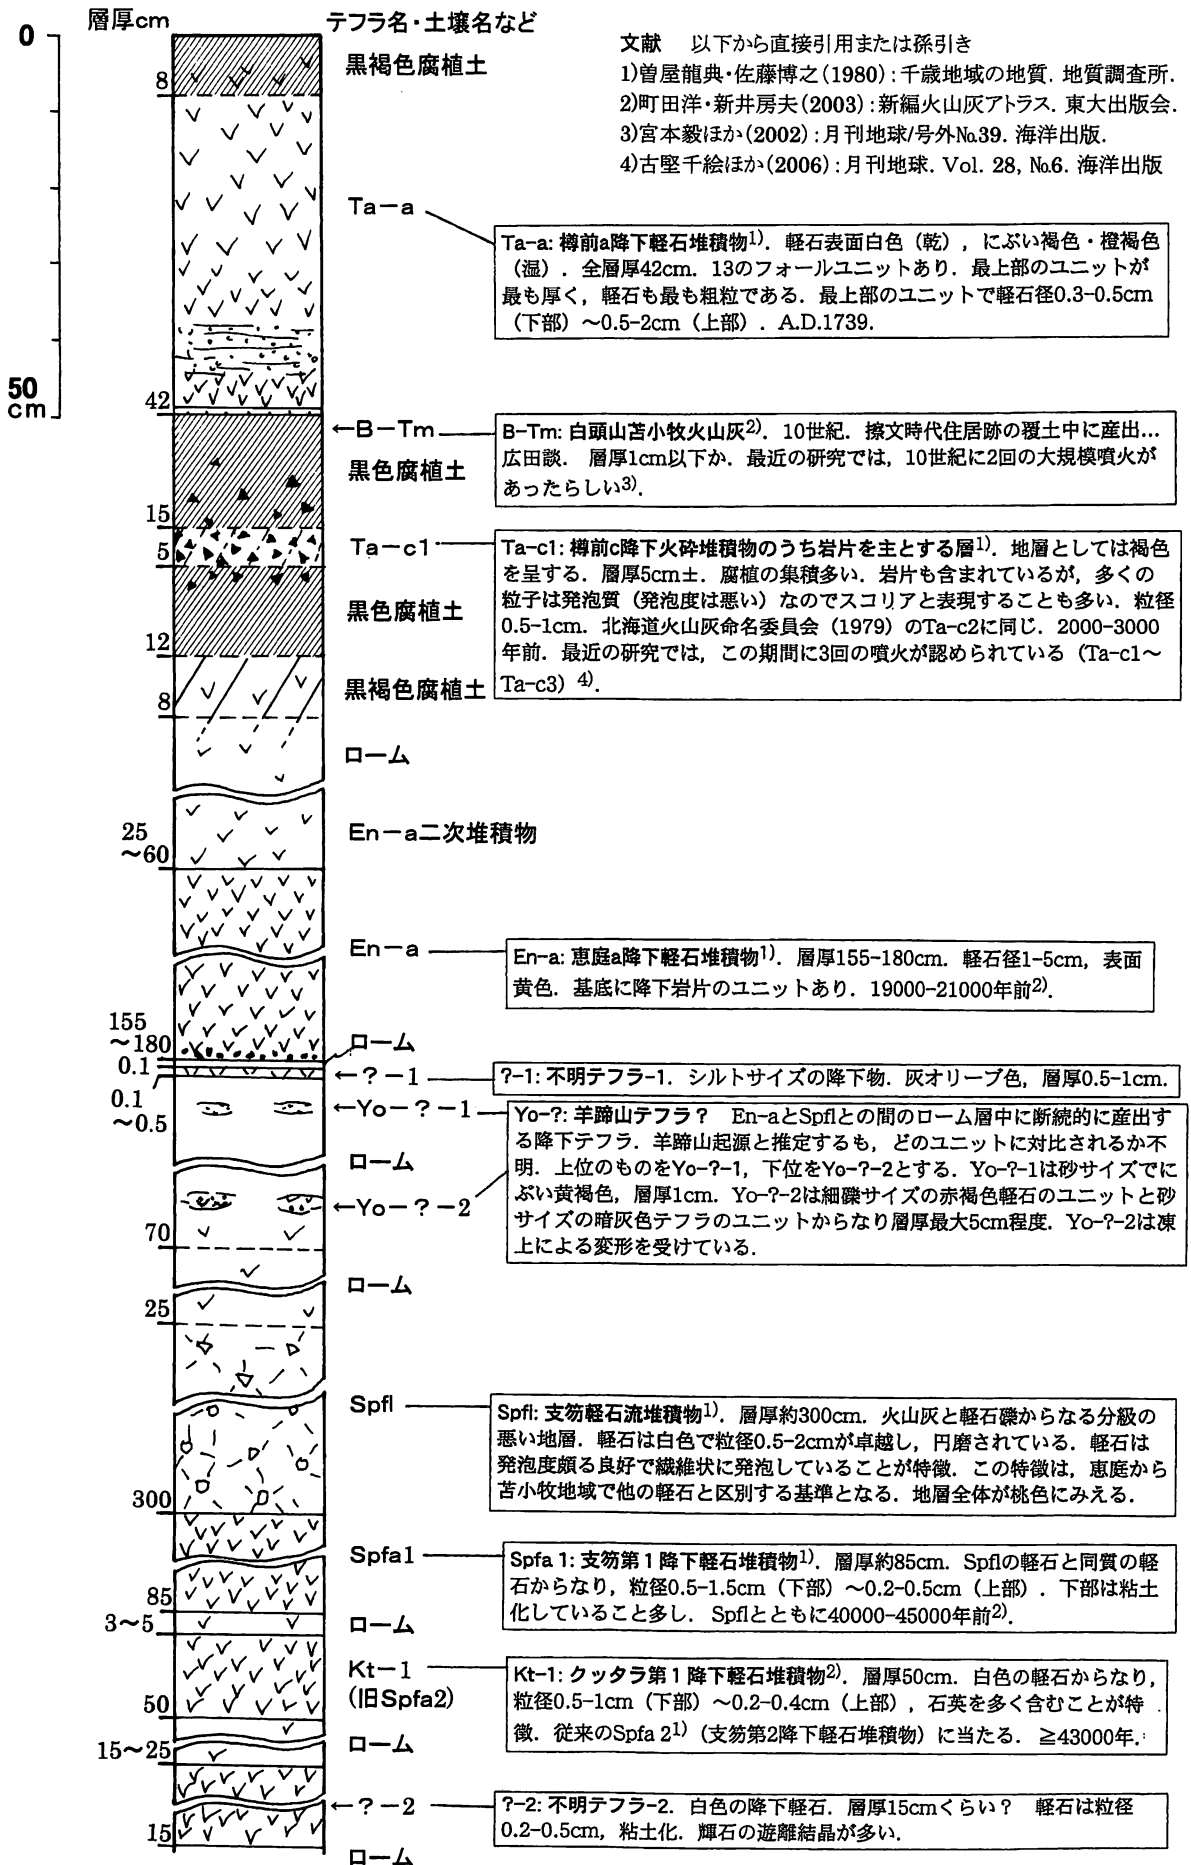 層厚cm
テフラ名・土壌名など
文献　以下から直接引用または孫引き
1)曽屋龍典・佐藤博之(1980):千歳地域の地質. 地質調査所.
2)町田洋・新井房夫(2003):新編火山灰アトラス. 東大出版会.
3)宮本毅ほか(2002):月刊地球/号外№39. 海洋出版.
4)古堅千絵ほか(2006):月刊地球. Vol. 28, №6. 海洋出版
0
50
cm
黒褐色腐植土
8
Ta-a
Ta-a: 樽前a降下軽石堆積物1). 軽石表面白色（乾）, にぶい褐色・橙褐色
（湿）. 全層厚42cm. 13のフォールユニットあり. 最上部のユニットが
最も厚く, 軽石も最も粗粒である. 最上部のユニットで軽石径0.3-0.5cm
（下部）～0.5-2cm（上部）. A.D.1739.
42
←B-Tm
B-Tm: 白頭山苫小牧火山灰2). 10世紀. 擦文時代住居跡の覆土中に産出…
広田談. 層厚1cm以下か. 最近の研究では, 10世紀に2回の大規模噴火が
あったらしい3).
黒色腐植土
15
Ta-c1
5
Ta-c1: 樽前c降下火砕堆積物のうち岩片を主とする層1). 地層としては褐色
を呈する. 層厚5cm±. 腐植の集積多い. 岩片も含まれているが, 多くの
粒子は発泡質（発泡度は悪い）なのでスコリアと表現することも多い. 粒径
0.5-1cm. 北海道火山灰命名委員会（1979）のTa-c2に同じ. 2000-3000
年前. 最近の研究では, この期間に3回の噴火が認められている（Ta-c1～
Ta-c3）4).
黒色腐植土
12
黒褐色腐植土
8
ローム
En-a二次堆積物
25
～60
En-a
En-a: 恵庭a降下軽石堆積物1). 層厚155-180cm. 軽石径1-5cm, 表面
黄色. 基底に降下岩片のユニットあり. 19000-21000年前2).
155
～180
ローム
0.1
←?-1
?-1: 不明テフラ-1. シルトサイズの降下物. 灰オリーブ色, 層厚0.5-1cm.
0.1
～0.5
←Yo-?-1
Yo-?: 羊蹄山テフラ？　En-aとSpflとの間のローム層中に断続的に産出す
る降下テフラ. 羊蹄山起源と推定するも, どのユニットに対比されるか不
明. 上位のものをYo-?-1, 下位をYo-?-2とする. Yo-?-1は砂サイズでに
ぶい黄褐色, 層厚1cm. Yo-?-2は細礫サイズの赤褐色軽石のユニットと砂
サイズの暗灰色テフラのユニットからなり層厚最大5cm程度. Yo-?-2は凍
上による変形を受けている.
ローム
←Yo-?-2
70
ローム
25
Spfl
Spfl: 支笏軽石流堆積物1). 層厚約300cm. 火山灰と軽石礫からなる分級の
悪い地層. 軽石は白色で粒径0.5-2cmが卓越し, 円磨されている. 軽石は
発泡度頗る良好で繊維状に発泡していることが特徴. この特徴は, 恵庭から
苫小牧地域で他の軽石と区別する基準となる. 地層全体が桃色にみえる.
300
Spfa1
Spfa 1: 支笏第１降下軽石堆積物1). 層厚約85cm. Spflの軽石と同質の軽
石からなり, 粒径0.5-1.5cm（下部）～0.2-0.5cm（上部）. 下部は粘土
化していること多し. Spflとともに40000-45000年前2).
85
3～5
ローム
Kt-1
(旧Spfa2)
Kt-1: クッタラ第１降下軽石堆積物2). 層厚50cm. 白色の軽石からなり,
粒径0.5-1cm（下部）～0.2-0.4cm（上部）, 石英を多く含むことが特
徴. 従来のSpfa 2 1)（支笏第2降下軽石堆積物）に当たる. ≧43000年.
50
ローム
15～25
←?-2
?-2: 不明テフラ-2. 白色の降下軽石. 層厚15cmくらい？　軽石は粒径
0.2-0.5cm, 粘土化. 輝石の遊離結晶が多い.
15
ローム